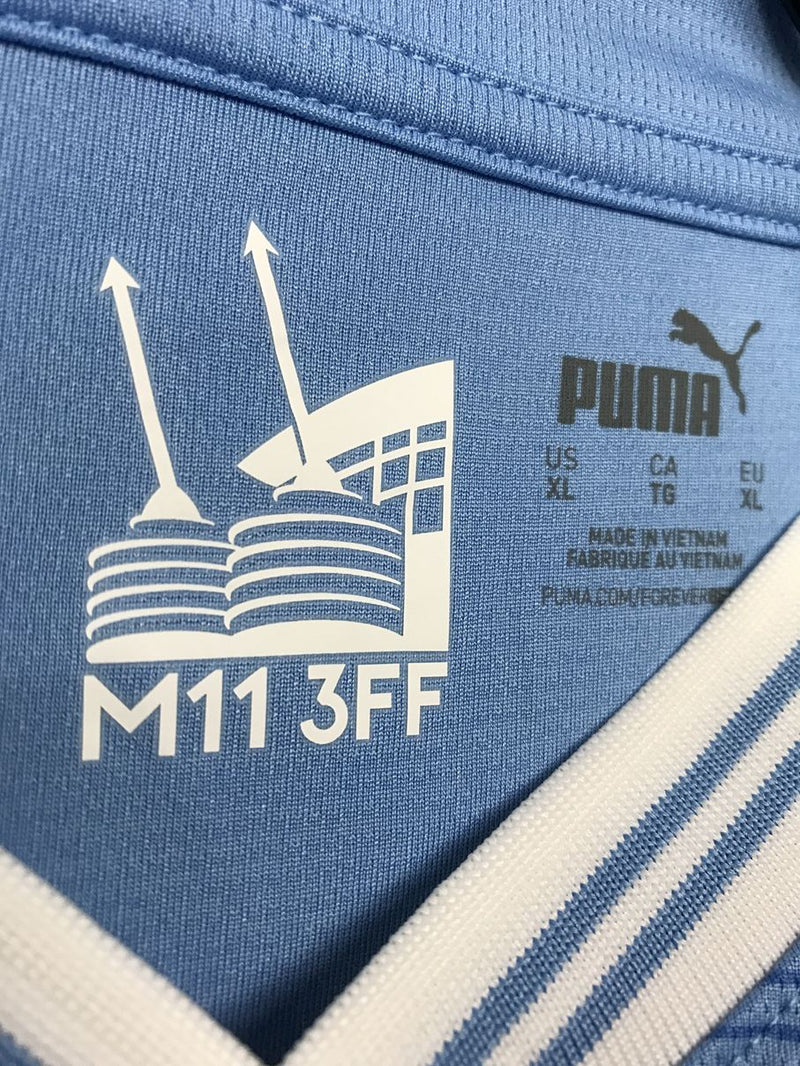 M11 3FF
PUMA
US CA EU
XL TG XL
MADE IN VIETNAM
FABRIQUÉ AU VIETNAM